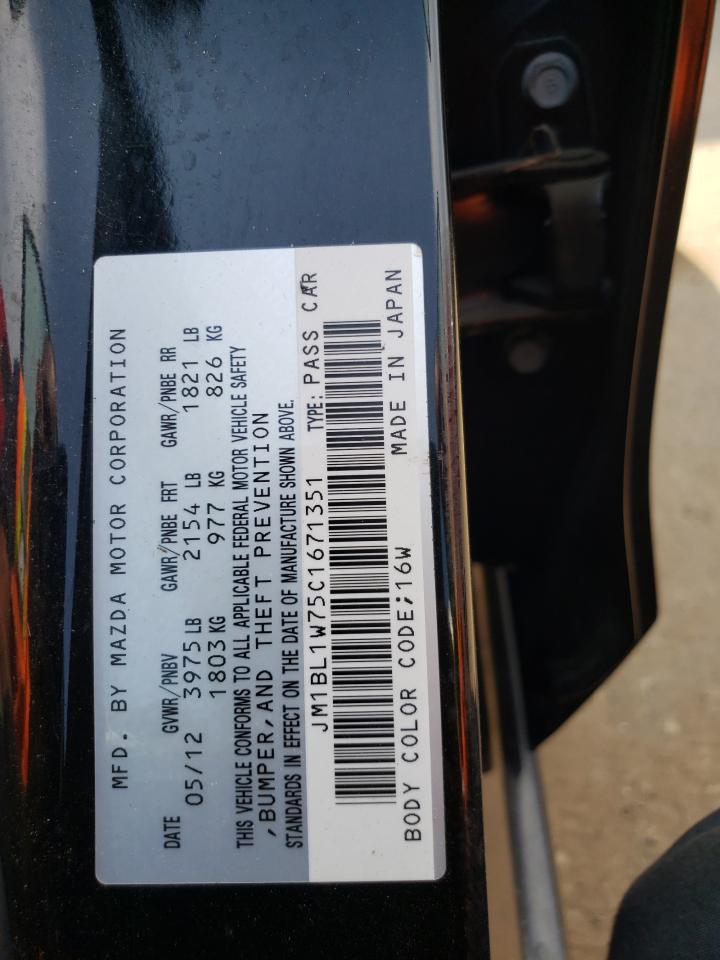 MFD. BY MAZDA MOTOR CORPORATION
DATE GVWR/PNBV GAWR/PNBE FRT GAWR/PNBE RR
05/12 3975 LB 2154 LB 1821 LB
1803 KG 977 KG 826 KG
THIS VEHICLE CONFORMS TO ALL APPLICABLE FEDERAL MOTOR VEHICLE SAFETY
,BUMPER,AND THEFT PREVENTION
STANDARDS IN EFFECT ON THE DATE OF MANUFACTURE SHOWN ABOVE.
JM1BL1W75C1671351 TYPE: PASS CAR
BODY COLOR CODE;16W MADE IN JAPAN